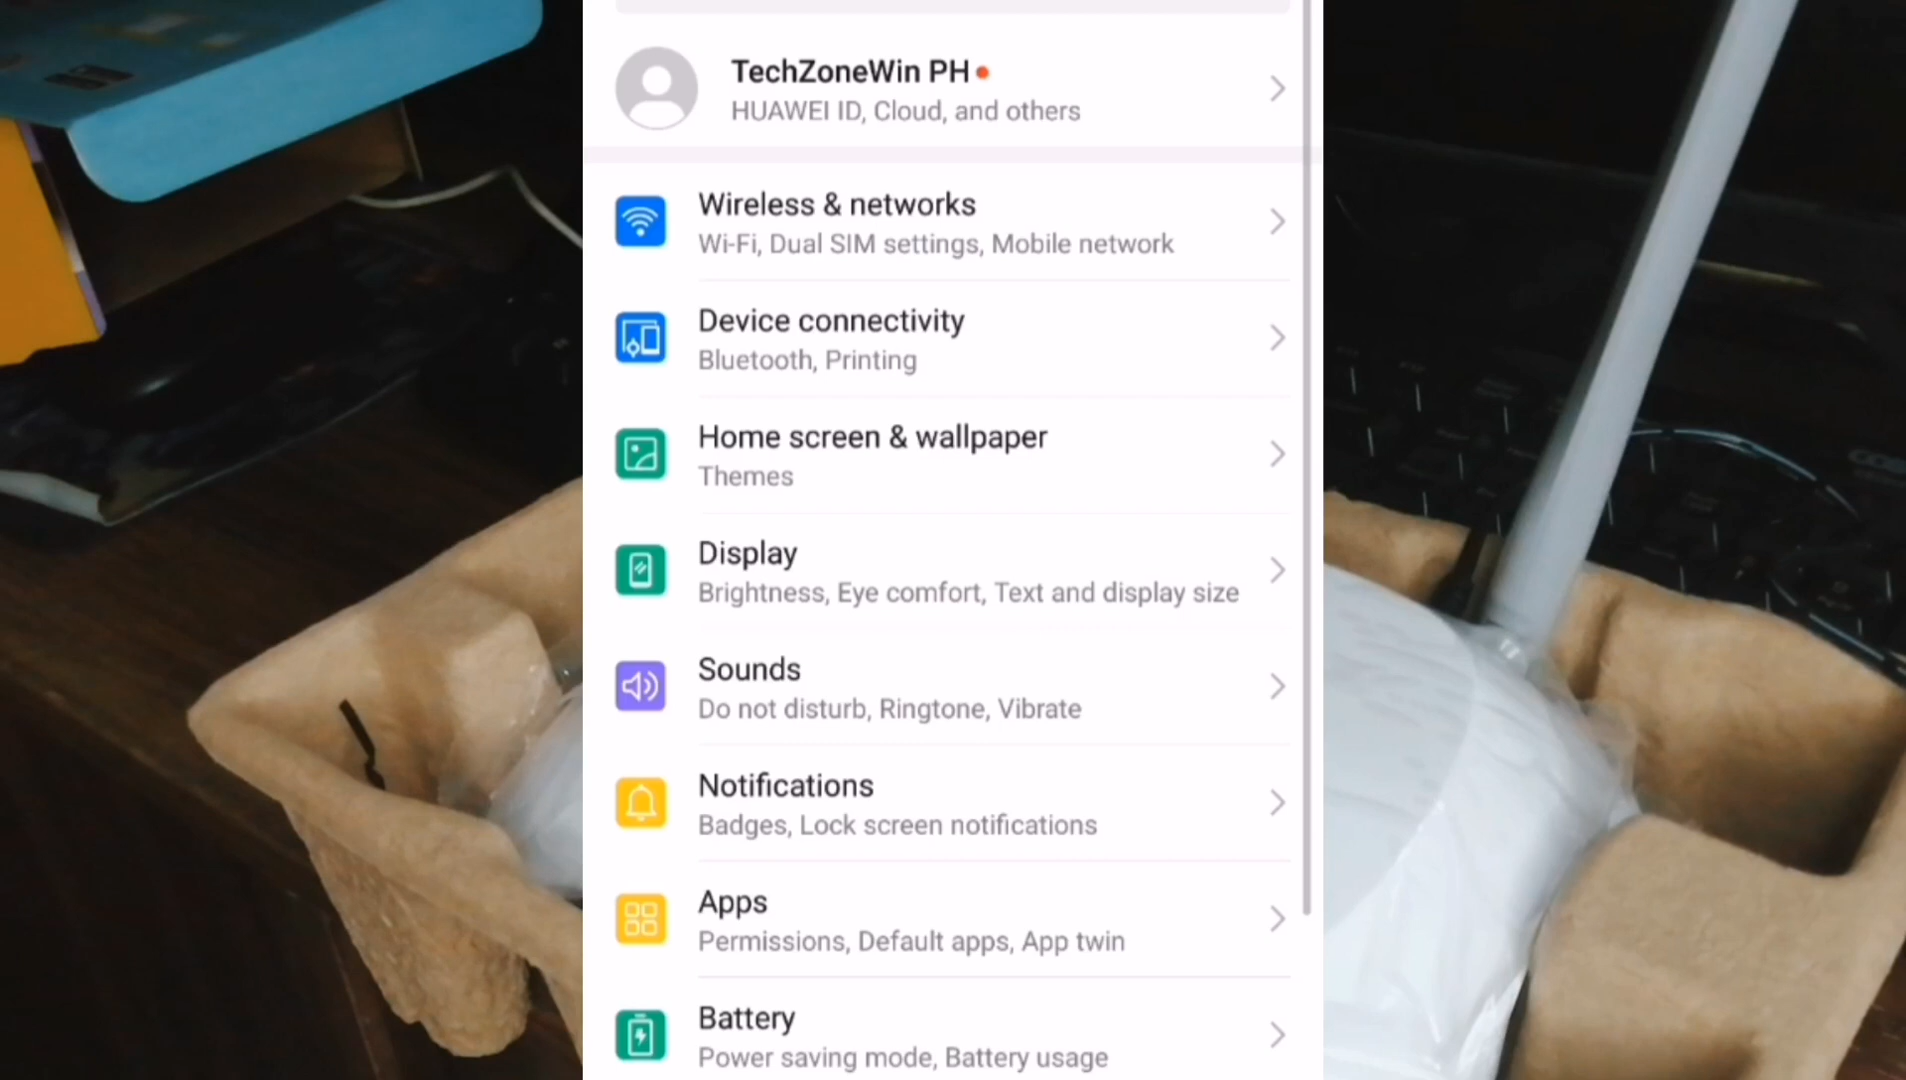 TechZoneWin PH
HUAWEI ID, Cloud, and others
Wireless & networks
Wi-Fi, Dual SIM settings, Mobile network
Device connectivity
Bluetooth, Printing
Home screen & wallpaper
Themes
Display
Brightness, Eye comfort, Text and display size
Sounds
Do not disturb, Ringtone, Vibrate
Notifications
Badges, Lock screen notifications
Apps
Permissions, Default apps, App twin
Battery
Power saving mode, Battery usage